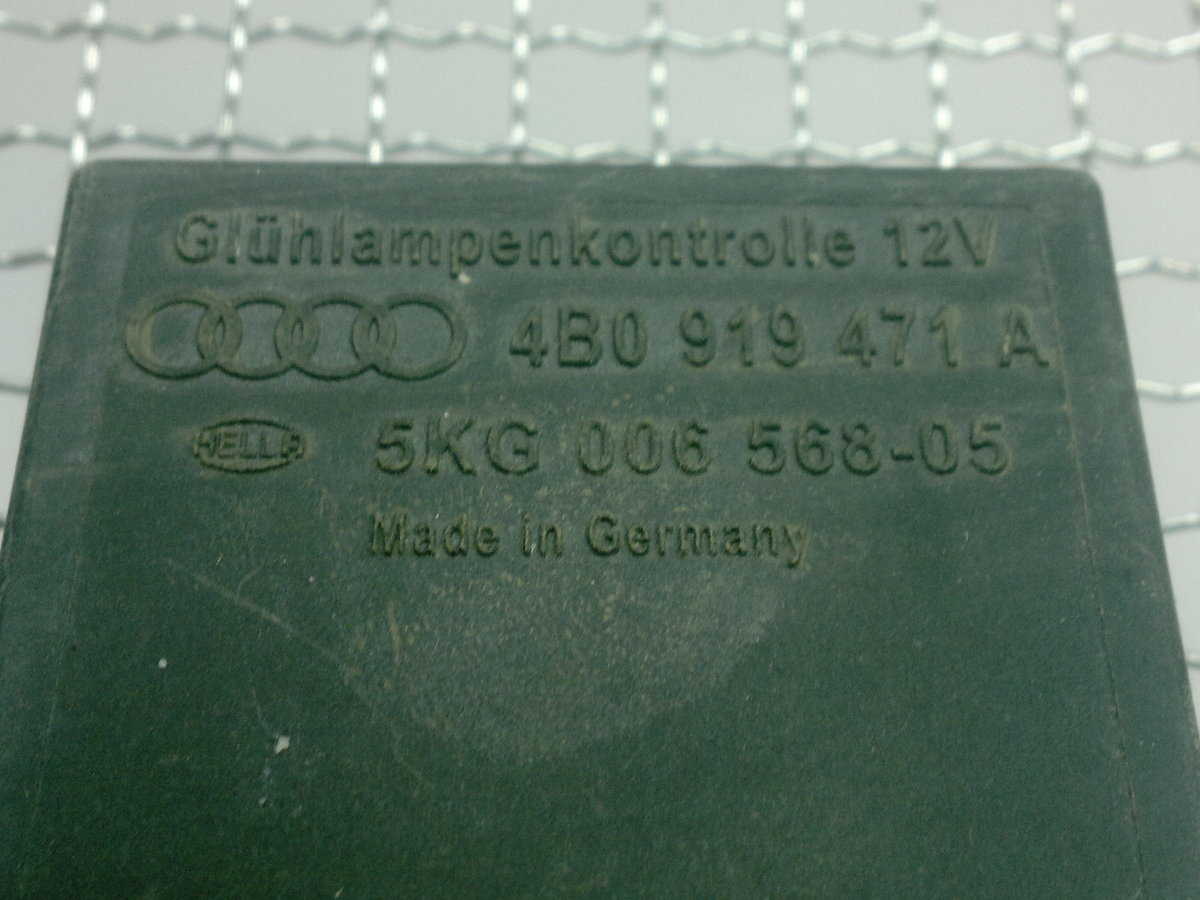 Glühlampenkontrolle 12V
4B0 919 471 A
HELLA 5KG 006 568-05
Made in Germany